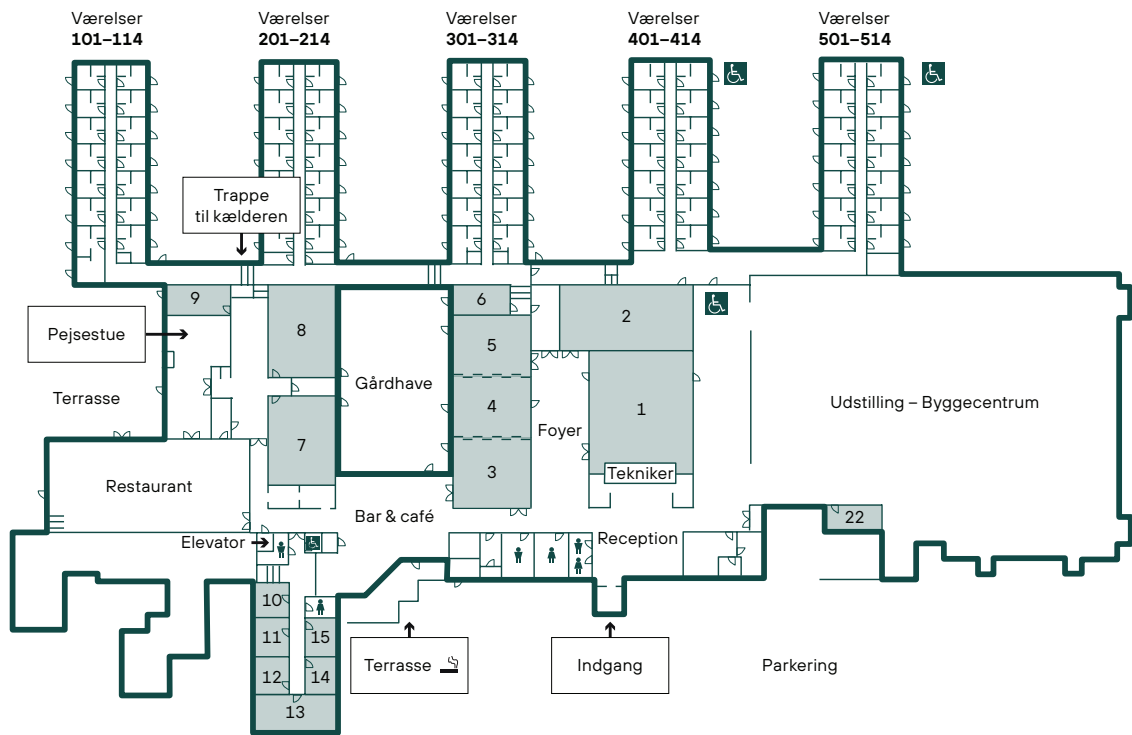 Værelser
101–114
Værelser
201–214
Værelser
301–314
Værelser
401–414
Værelser
501–514
Trappe
til kælderen
9
6
2
Pejsestue
8
5
Gårdhave
Terrasse
4
1
Udstilling – Byggecentrum
Foyer
7
3
Tekniker
Restaurant
Bar & café
22
Elevator
Reception
10
11
15
12
14
13
Terrasse
Indgang
Parkering